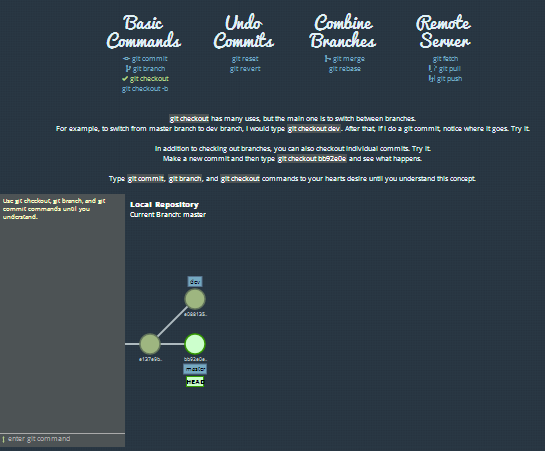 Basic Commands
git commit
git branch
git checkout
git checkout -b
Undo Commits
git reset
git revert
Combine Branches
git merge
git rebase
Remote Server
git fetch
git pull
git push
git checkout has many uses, but the main one is to switch between branches.
For example, to switch from master branch to dev branch, I would type git checkout dev. After that, if I do a git commit, notice where it goes. Try it.
In addition to checking out branches, you can also checkout individual commits. Try it.
Make a new commit and then type git checkout bb92e0e and see what happens.
Type git commit, git branch, and git checkout commands to your hearts desire until you understand this concept.
Use git checkout, git branch, and git
commit commands until you
understand.
Local Repository
Current Branch: master
dev
e088135..
e137e9b..
bb92e0e..
master
HEAD
enter git command